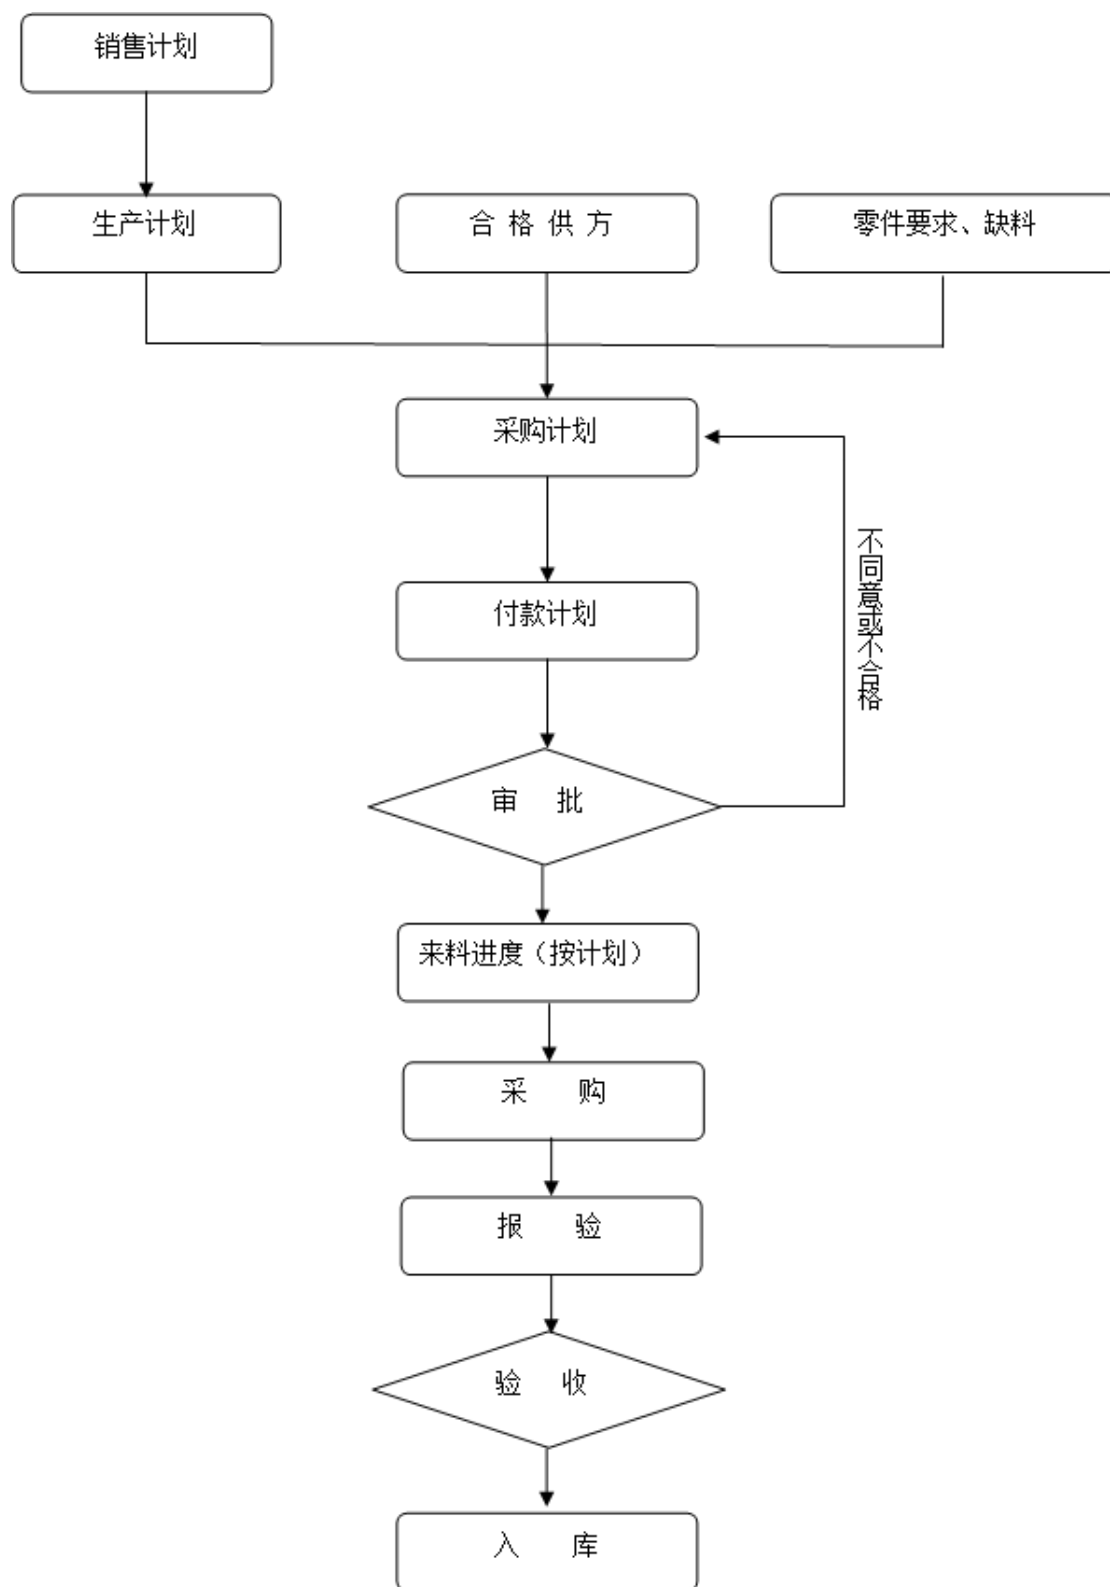 销售计划
生产计划
合 格 供 方
零件要求、缺料
采购计划
付款计划
不同意或不合格
审 批
来料进度（按计划）
采 购
报 验
验 收
入 库